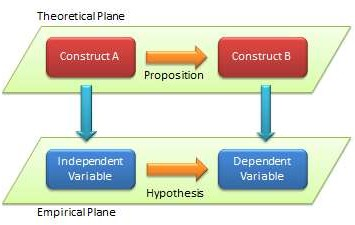 Theoretical Plane
Construct A
Construct B
Proposition
Independent
Variable
Dependent
Variable
Hypothesis
Empirical Plane